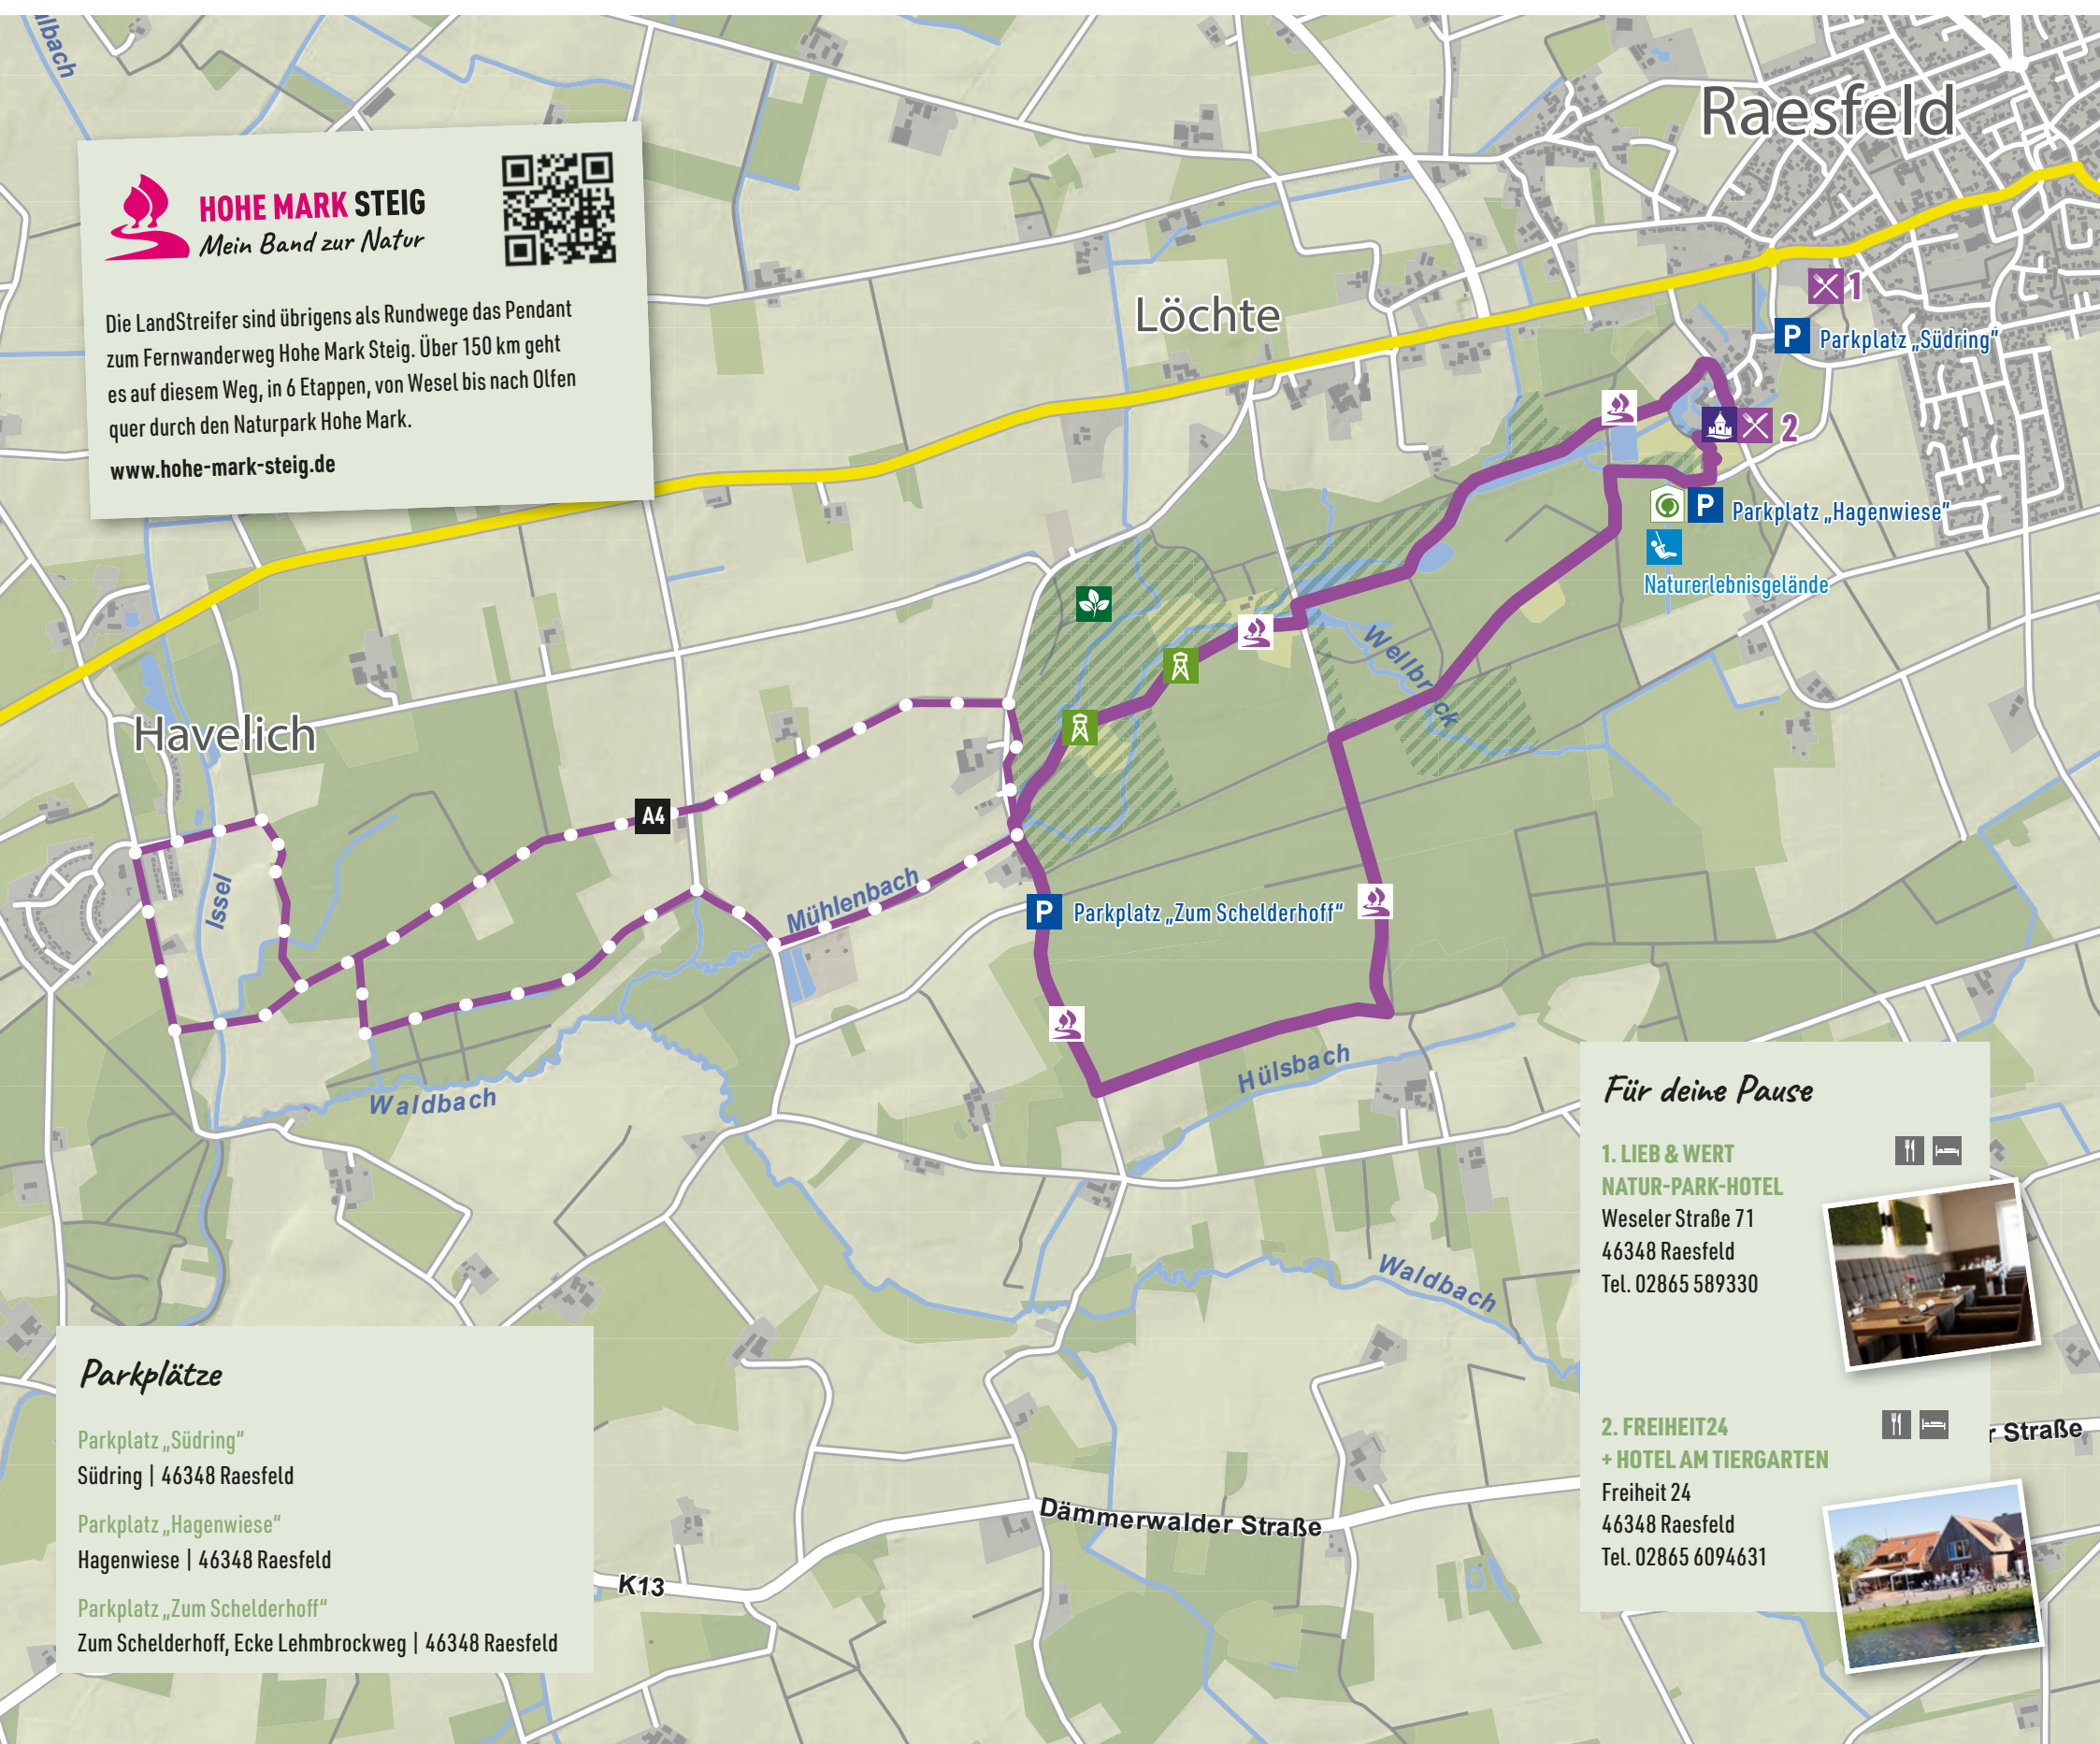 Raesfeld
HOHE MARK STEIG
Mein Band zur Natur
Die LandStreifer sind übrigens als Rundwege das Pendant
zum Fernwanderweg Hohe Mark Steig. Über 150 km geht
es auf diesem Weg, in 6 Etappen, von Wesel bis nach Olfen
quer durch den Naturpark Hohe Mark.
www.hohe-mark-steig.de
Löchte
1
P Parkplatz „Südring“
2
P Parkplatz „Hagenwiese“
Naturerlebnisgelände
Wellbr ck
Havelich
A4
Issel
Mühlenbach
P Parkplatz „Zum Schelderhoff“
Hülsbach
Waldbach
Waldbach
Dämmerwalder Straße
K13
r Straße
Parkplätze
Parkplatz „Südring“
Südring | 46348 Raesfeld
Parkplatz „Hagenwiese“
Hagenwiese | 46348 Raesfeld
Parkplatz „Zum Schelderhoff“
Zum Schelderhoff, Ecke Lehmbrockweg | 46348 Raesfeld
Für deine Pause
1. LIEB & WERT
NATUR-PARK-HOTEL
Weseler Straße 71
46348 Raesfeld
Tel. 02865 589330
2. FREIHEIT24
+ HOTEL AM TIERGARTEN
Freiheit 24
46348 Raesfeld
Tel. 02865 6094631